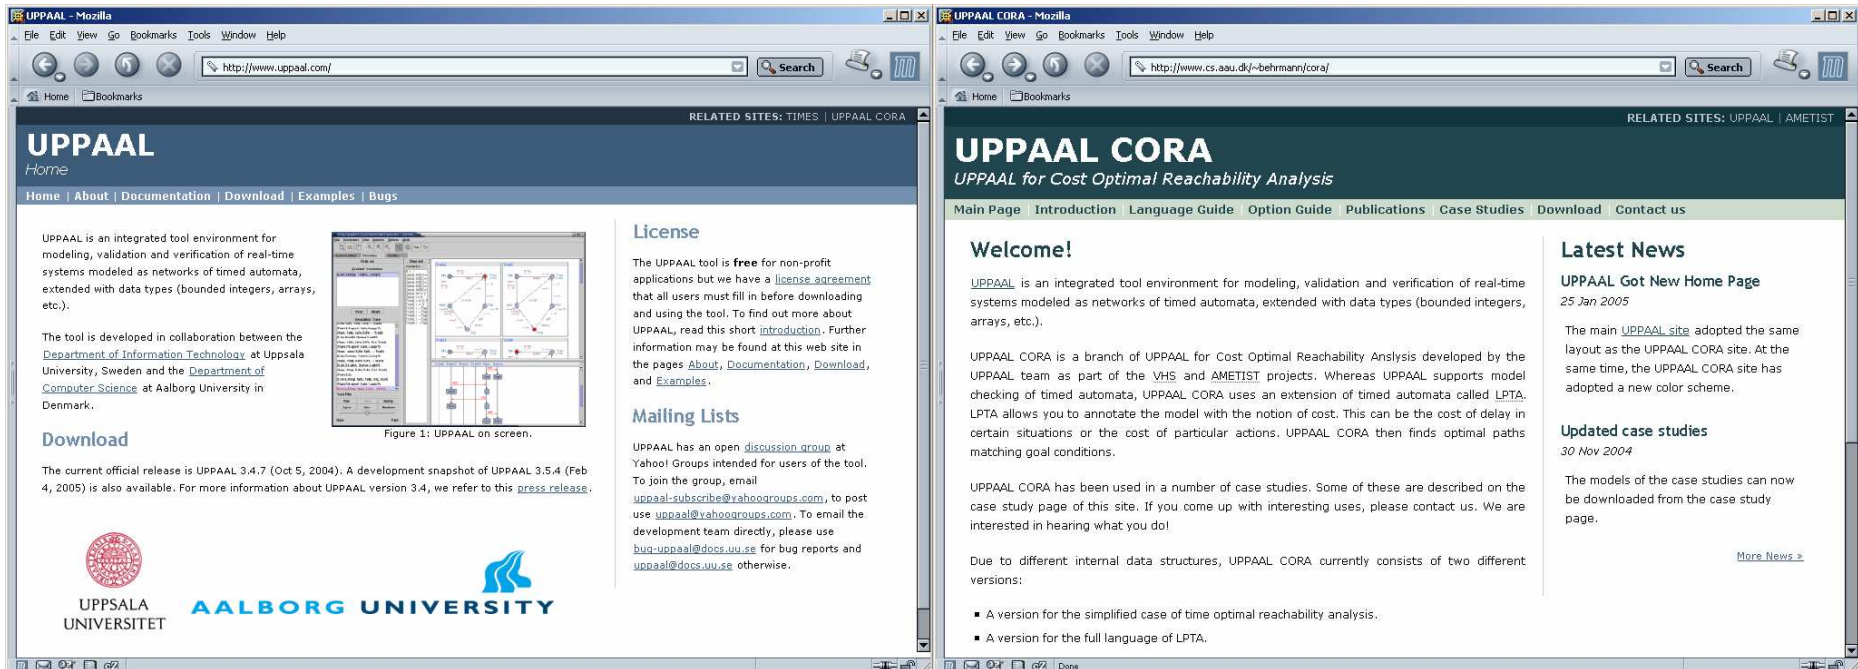 UPPAAL - Mozilla
File Edit View Go Bookmarks Tools Window Help
http://www.uppaal.com/
Search
Home Bookmarks
RELATED SITES: TIMES | UPPAAL CORA
UPPAAL
Home
Home | About | Documentation | Download | Examples | Bugs
UPPAAL is an integrated tool environment for
modeling, validation and verification of real-time
systems modeled as networks of timed automata,
extended with data types (bounded integers, arrays,
etc.).
The tool is developed in collaboration between the
Department of Information Technology at Uppsala
University, Sweden and the Department of
Computer Science at Aalborg University in
Denmark.
Figure 1: UPPAAL on screen.
Download
The current official release is UPPAAL 3.4.7 (Oct 5, 2004). A development snapshot of UPPAAL 3.5.4 (Feb
4, 2005) is also available. For more information about UPPAAL version 3.4, we refer to this press release.
UPPSALA
UNIVERSITET
AALBORG UNIVERSITY
License
The UPPAAL tool is free for non-profit
applications but we have a license agreement
that all users must fill in before downloading
and using the tool. To find out more about
UPPAAL, read this short introduction. Further
information may be found at this web site in
the pages About, Documentation, Download,
and Examples.
Mailing Lists
UPPAAL has an open discussion group at
Yahoo! Groups intended for users of the tool.
To join the group, email
uppaal-subscribe@yahoogroups.com, to post
use uppaal@yahoogroups.com. To email the
development team directly, please use
bug-uppaal@docs.uu.se for bug reports and
uppaal@docs.uu.se otherwise.
UPPAAL CORA - Mozilla
File Edit View Go Bookmarks Tools Window Help
http://www.cs.aau.dk/~behrmann/cora/
Search
Home Bookmarks
RELATED SITES: UPPAAL | AMETIST
UPPAAL CORA
UPPAAL for Cost Optimal Reachability Analysis
Main Page | Introduction | Language Guide | Option Guide | Publications | Case Studies | Download | Contact us
Welcome!
UPPAAL is an integrated tool environment for modeling, validation and verification of real-time
systems modeled as networks of timed automata, extended with data types (bounded integers,
arrays, etc.).
UPPAAL CORA is a branch of UPPAAL for Cost Optimal Reachability Anslysis developed by the
UPPAAL team as part of the VHS and AMETIST projects. Whereas UPPAAL supports model
checking of timed automata, UPPAAL CORA uses an extension of timed automata called LPTA.
LPTA allows you to annotate the model with the notion of cost. This can be the cost of delay in
certain situations or the cost of particular actions. UPPAAL CORA then finds optimal paths
matching goal conditions.
UPPAAL CORA has been used in a number of case studies. Some of these are described on the
case study page of this site. If you come up with interesting uses, please contact us. We are
interested in hearing what you do!
Due to different internal data structures, UPPAAL CORA currently consists of two different
versions:
▪ A version for the simplified case of time optimal reachability analysis.
▪ A version for the full language of LPTA.
Latest News
UPPAAL Got New Home Page
25 Jan 2005
The main UPPAAL site adopted the same
layout as the UPPAAL CORA site. At the
same time, the UPPAAL CORA site has
adopted a new color scheme.
Updated case studies
30 Nov 2004
The models of the case studies can now
be downloaded from the case study
page.
More News »
Done